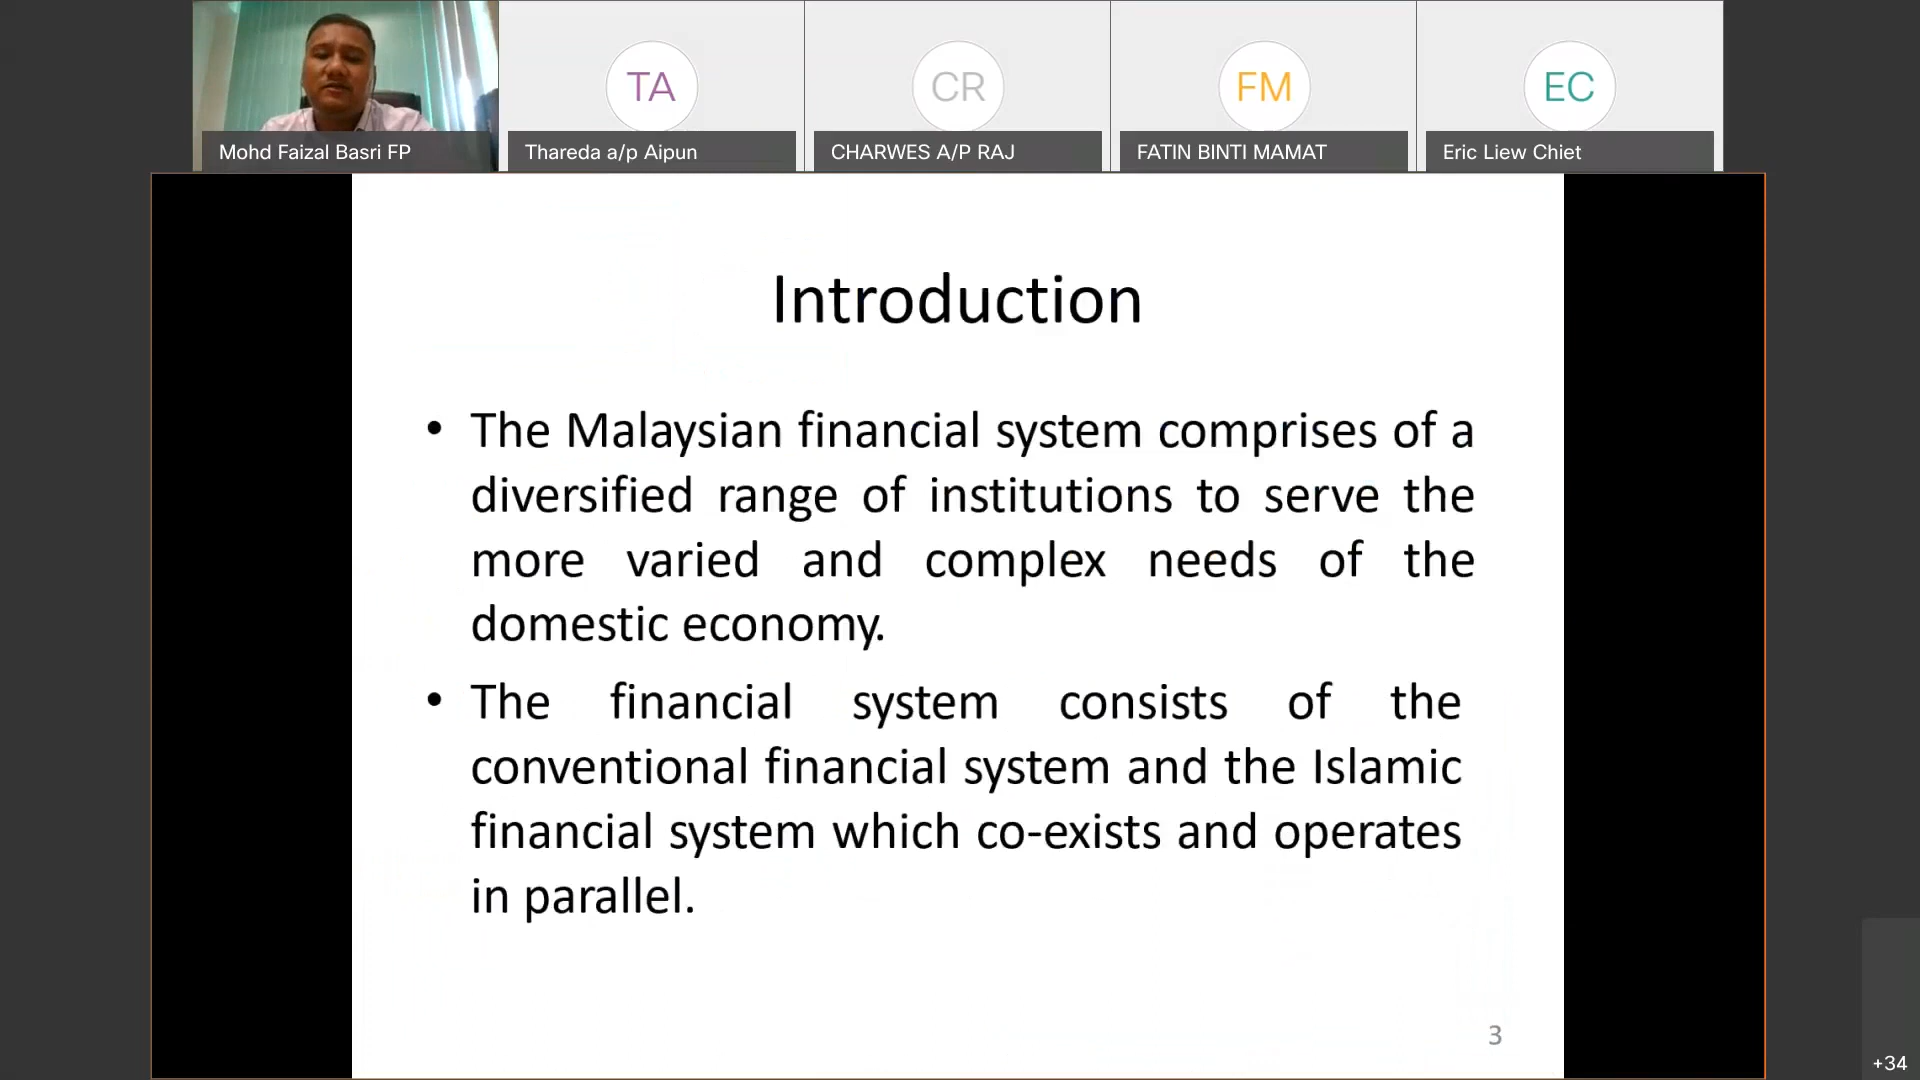 TA
CR
FM
EC
Mohd Faizal Basri FP
Thareda a/p Aipun
CHARWES A/P RAJ
FATIN BINTI MAMAT
Eric Liew Chiet
Introduction
• The Malaysian financial system comprises of a
diversified range of institutions to serve the
more varied and complex needs of the
domestic economy.
• The financial system consists of the
conventional financial system and the Islamic
financial system which co-exists and operates
in parallel.
3
+34